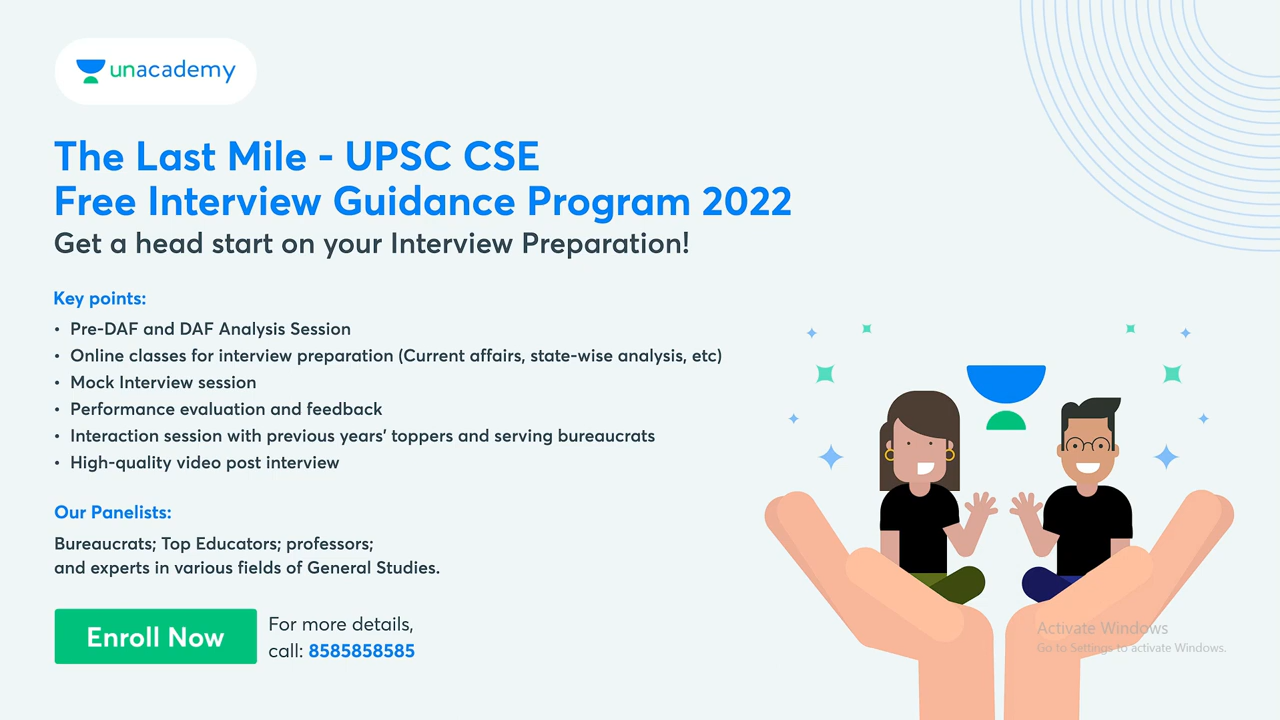 unacademy
The Last Mile - UPSC CSE
Free Interview Guidance Program 2022
Get a head start on your Interview Preparation!
Key points:
• Pre-DAF and DAF Analysis Session
• Online classes for interview preparation (Current affairs, state-wise analysis, etc)
• Mock Interview session
• Performance evaluation and feedback
• Interaction session with previous years' toppers and serving bureaucrats
• High-quality video post interview
Our Panelists:
Bureaucrats; Top Educators; professors;
and experts in various fields of General Studies.
Enroll Now
For more details,
call: 8585858585
Activate Windows
Go to Settings to activate Windows.